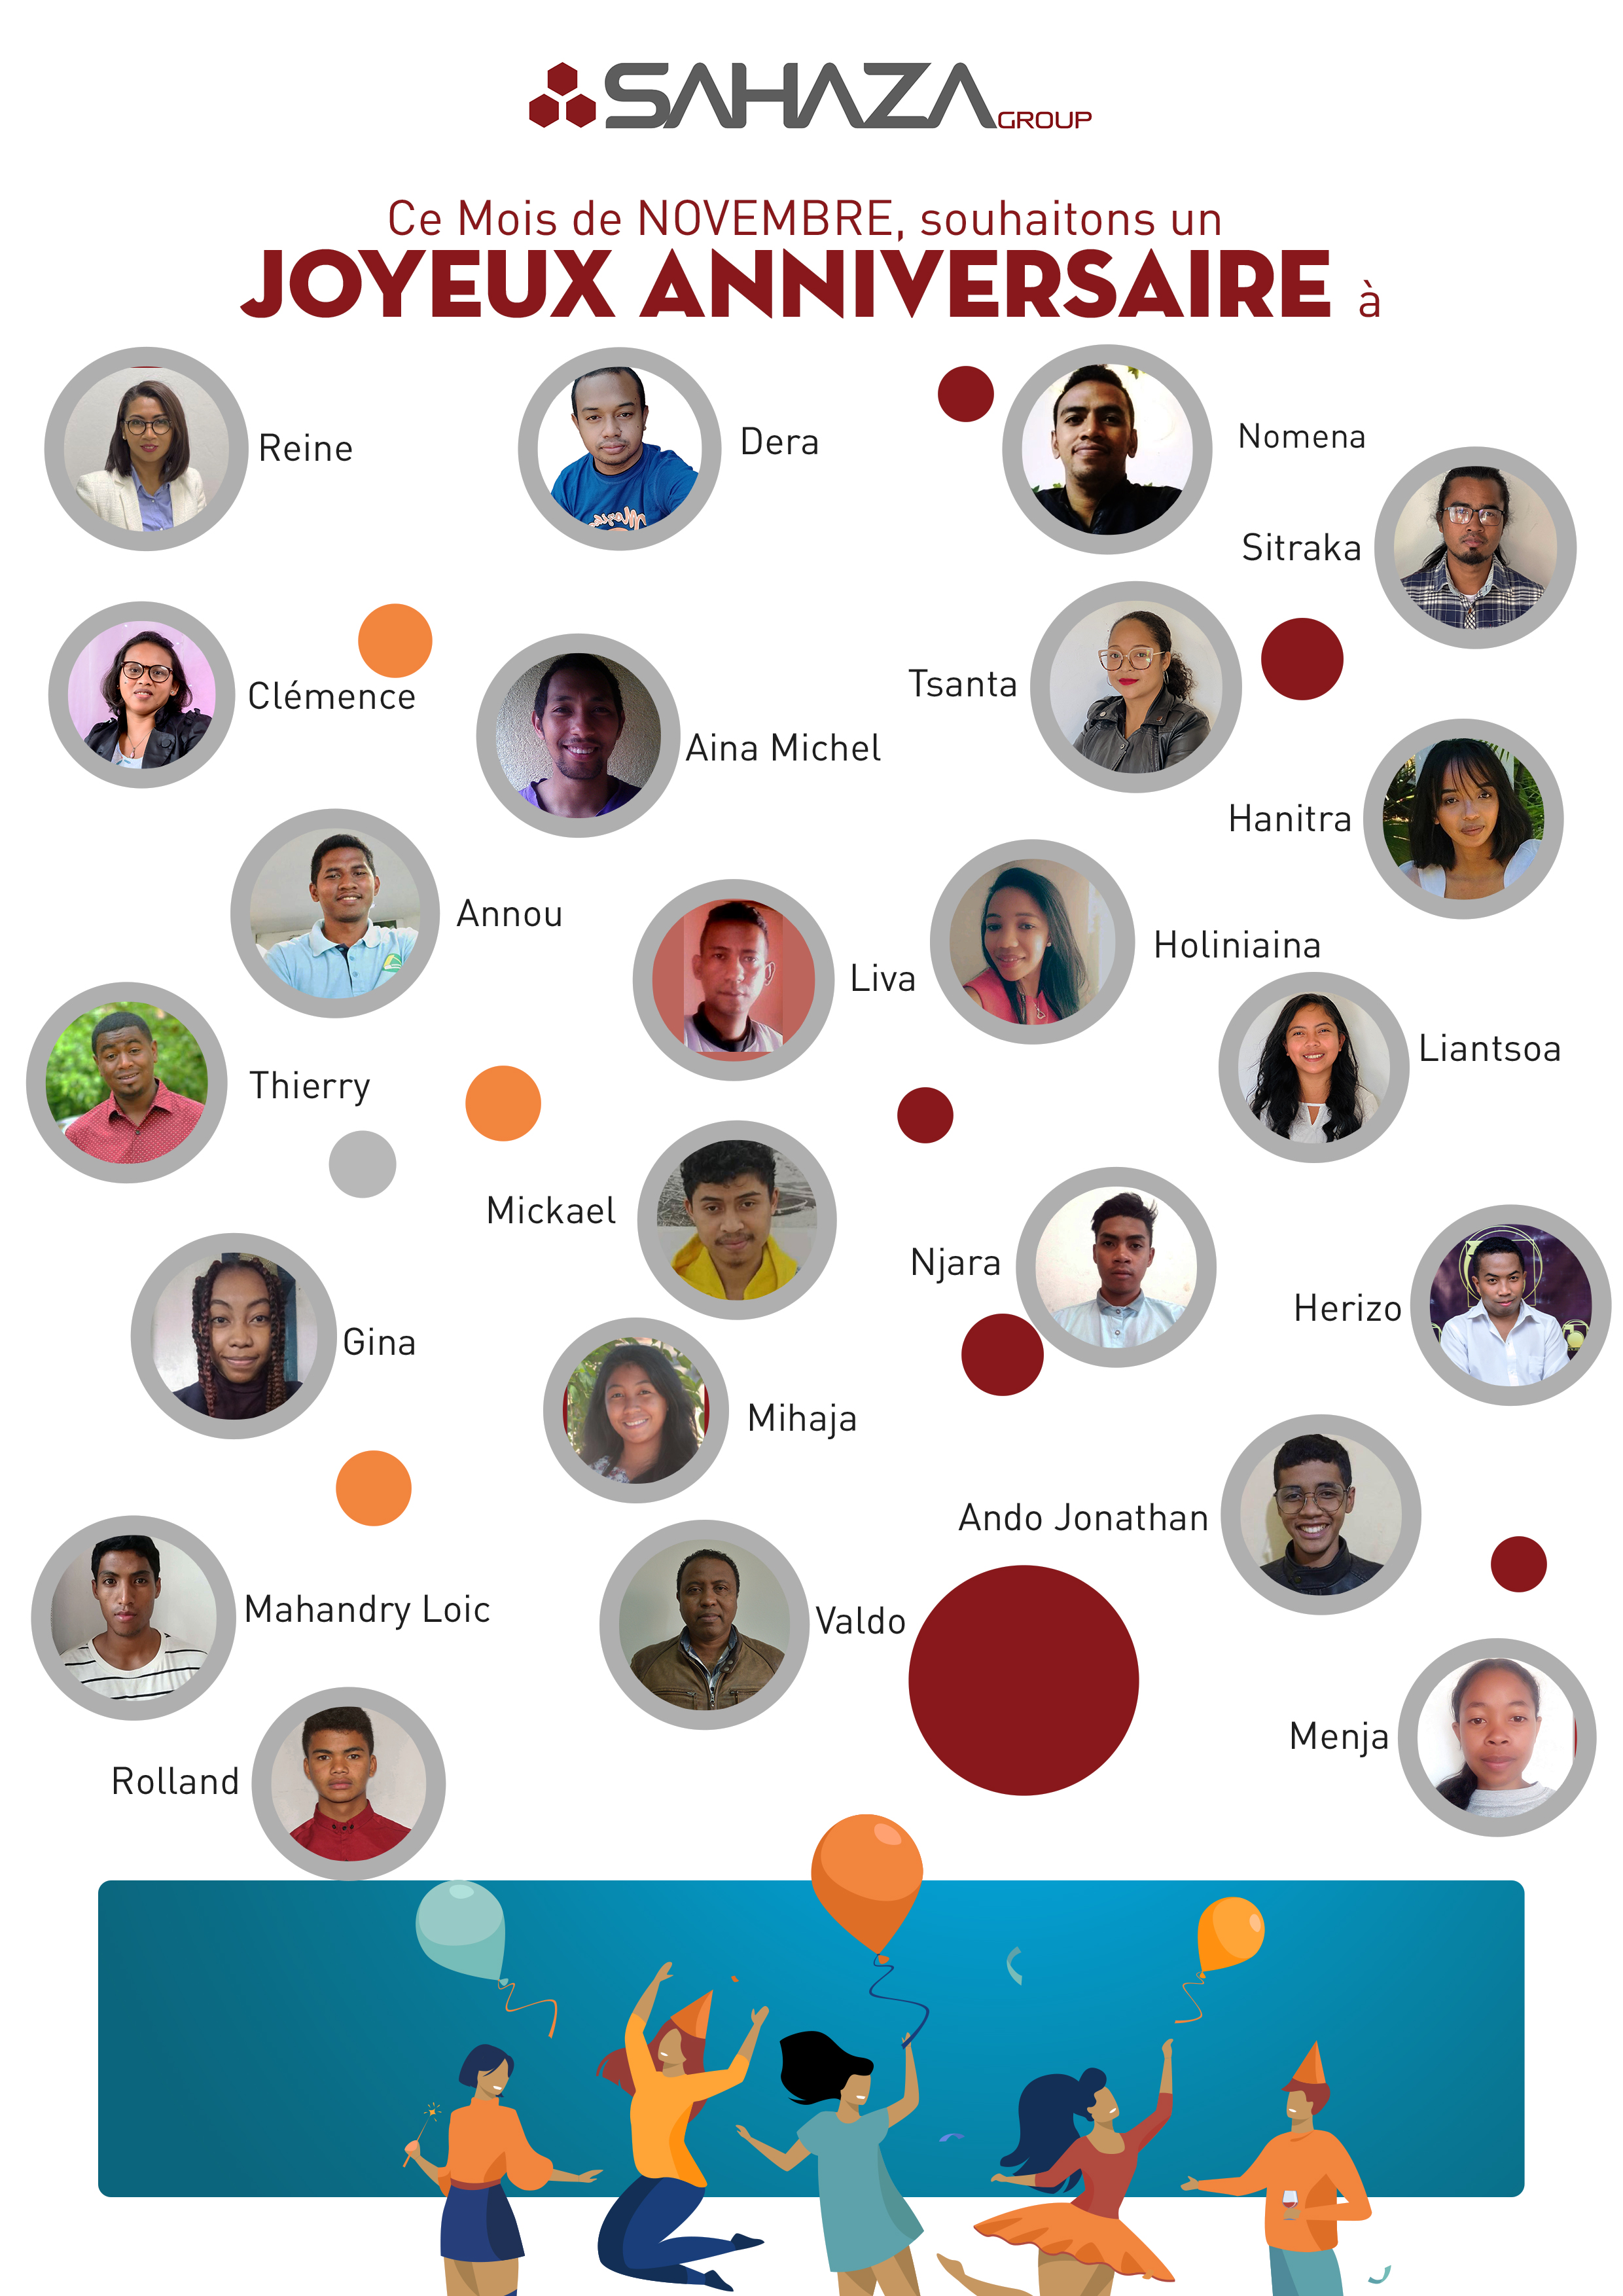 SAHAZA GROUP
Ce Mois de NOVEMBRE, souhaitons un
JOYEUX ANNIVERSAIRE à
Reine
Dera
Nomena
Sitraka
Clémence
Aina Michel
Tsanta
Hanitra
Annou
Liva
Holiniaina
Liantsoa
Thierry
Mickael
Njara
Herizo
Gina
Mihaja
Ando Jonathan
Mahandry Loic
Valdo
Menja
Rolland